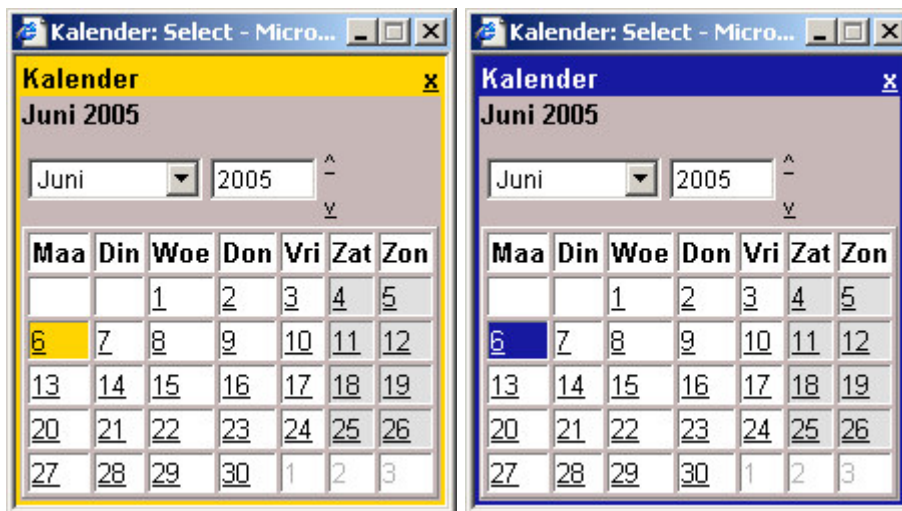 Kalender: Select - Micro...
Kalender x
Juni 2005
Juni 2005 ^
v
Maa Din Woe Don Vri Zat Zon
1 2 3 4 5
6 7 8 9 10 11 12
13 14 15 16 17 18 19
20 21 22 23 24 25 26
27 28 29 30 1 2 3
Kalender: Select - Micro...
Kalender x
Juni 2005
Juni 2005 ^
v
Maa Din Woe Don Vri Zat Zon
1 2 3 4 5
6 7 8 9 10 11 12
13 14 15 16 17 18 19
20 21 22 23 24 25 26
27 28 29 30 1 2 3